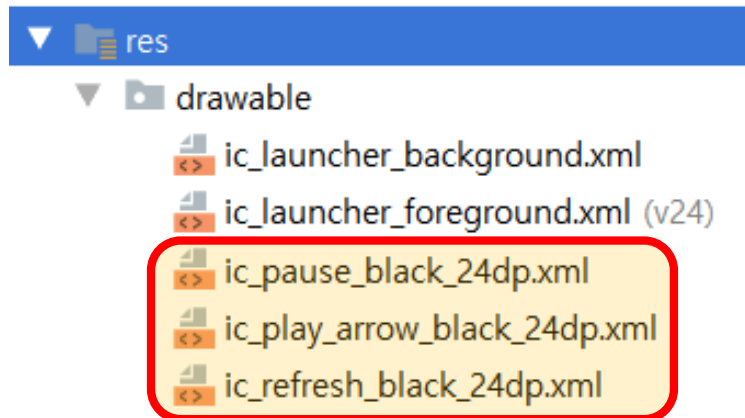 res
drawable
ic_launcher_background.xml
ic_launcher_foreground.xml (v24)
ic_pause_black_24dp.xml
ic_play_arrow_black_24dp.xml
ic_refresh_black_24dp.xml